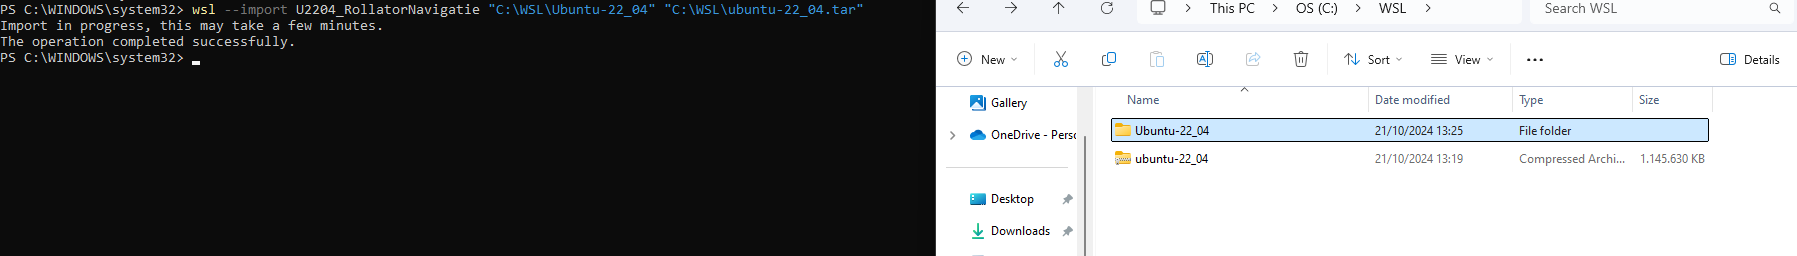 PS C:\WINDOWS\system32> wsl --import U2204_RollatorNavigatie "C:\WSL\Ubuntu-22_04" "C:\WSL\ubuntu-22_04.tar"
Import in progress, this may take a few minutes.
The operation completed successfully.
PS C:\WINDOWS\system32>
This PC > OS (C:) > WSL >
Search WSL
New
Sort
View
Details
Gallery
OneDrive - Perso
Desktop
Downloads
Name Date modified Type Size
Ubuntu-22_04 21/10/2024 13:25 File folder
ubuntu-22_04 21/10/2024 13:19 Compressed Archi... 1.145.630 KB